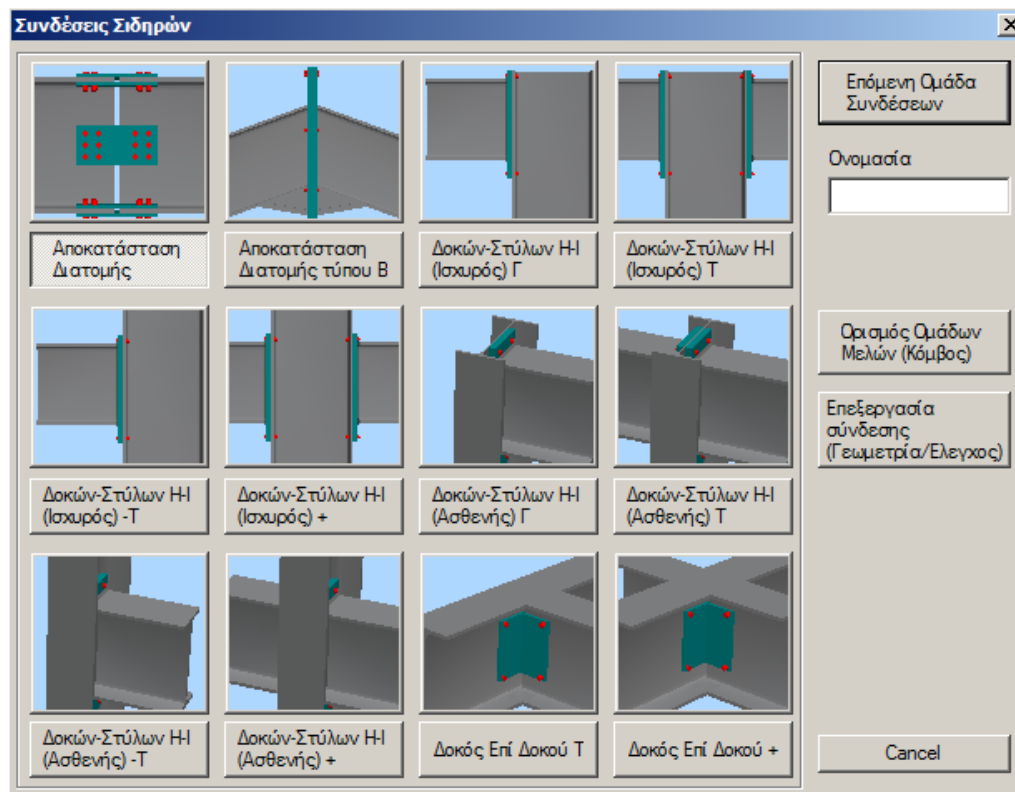 Συνδέσεις Σιδηρών
Αποκατάσταση
Διατομής
Αποκατάσταση
Διατομής τύπου Β
Δοκών-Στύλων Η-Ι
(Ισχυρός) Γ
Δοκών-Στύλων Η-Ι
(Ισχυρός) Τ
Δοκών-Στύλων Η-Ι
(Ισχυρός) -Τ
Δοκών-Στύλων Η-Ι
(Ισχυρός) +
Δοκών-Στύλων Η-Ι
(Ασθενής) Γ
Δοκών-Στύλων Η-Ι
(Ασθενής) Τ
Δοκών-Στύλων Η-Ι
(Ασθενής) -Τ
Δοκών-Στύλων Η-Ι
(Ασθενής) +
Δοκός Επί Δοκού Τ
Δοκός Επί Δοκού +
Επόμενη Ομάδα
Συνδέσεων
Ονομασία
Ορισμός Ομάδων
Μελών (Κόμβος)
Επεξεργασία
σύνδεσης
(Γεωμετρία/Ελεγχος)
Cancel